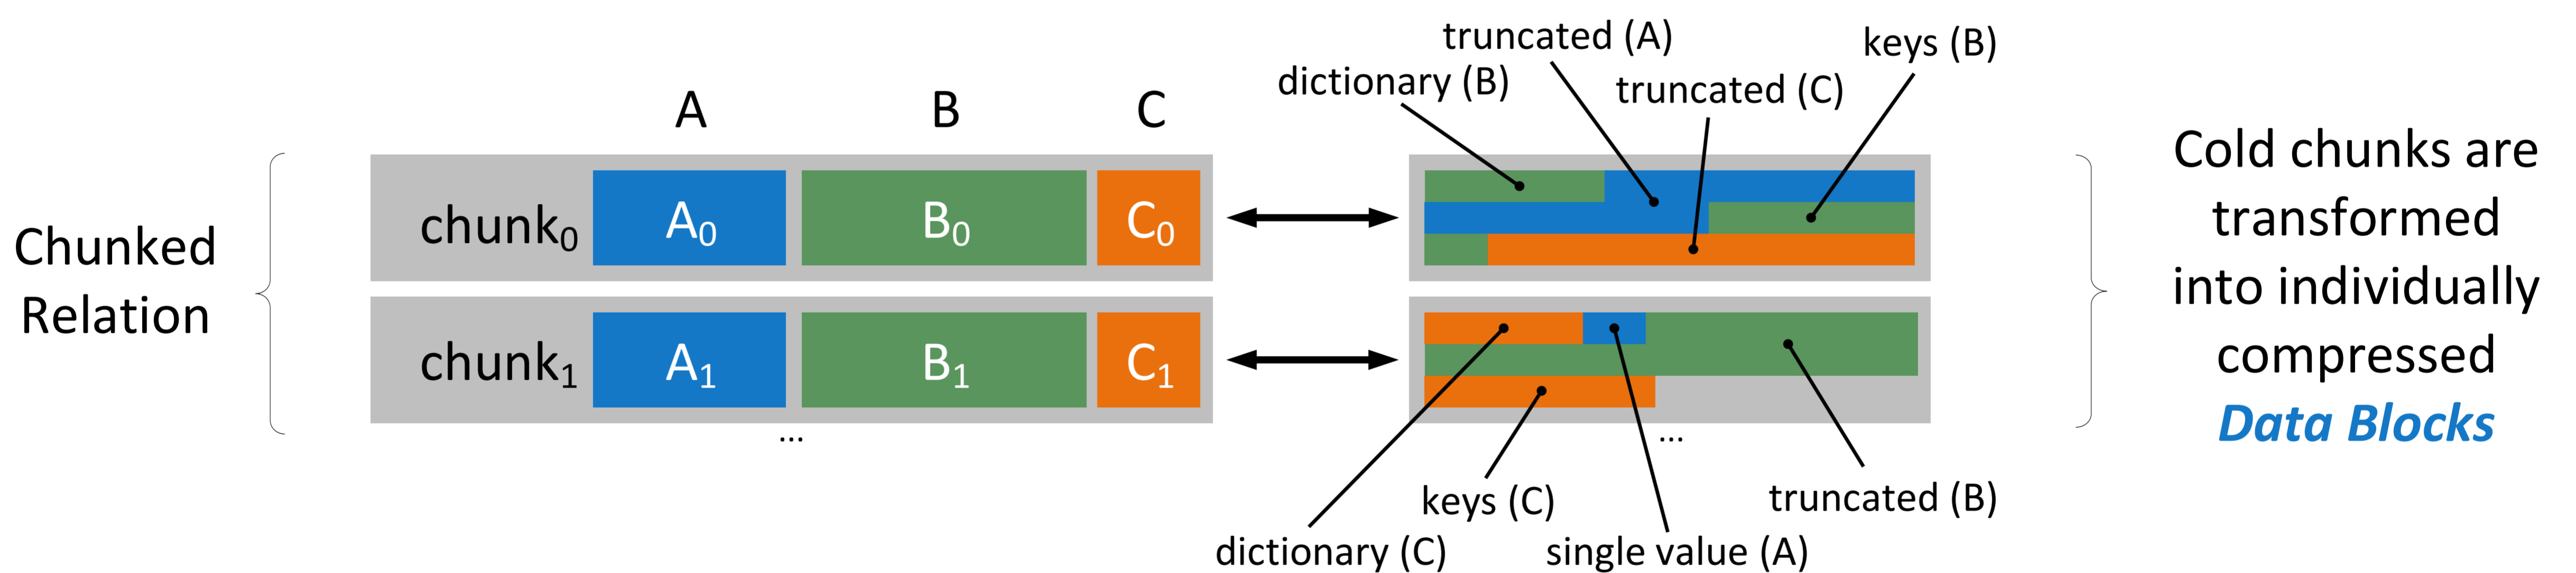 truncated (A)
keys (B)
dictionary (B)
truncated (C)
A B C
Chunked
Relation
chunk₀ A₀ B₀ C₀
chunk₁ A₁ B₁ C₁
...
...
keys (C)
truncated (B)
dictionary (C)
single value (A)
Cold chunks are
transformed
into individually
compressed
Data Blocks